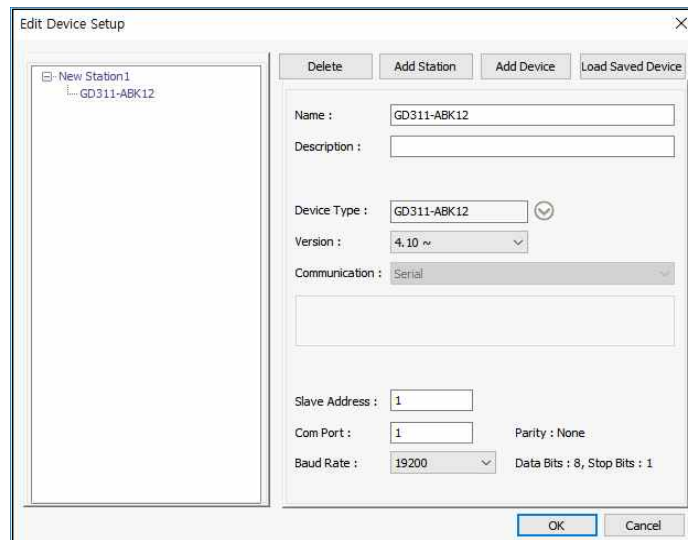 Edit Device Setup
New Station1
GD311-ABK12
Delete Add Station Add Device Load Saved Device
Name : GD311-ABK12
Description :
Device Type : GD311-ABK12
Version : 4.10 ~
Communication : Serial
Slave Address : 1
Com Port : 1 Parity : None
Baud Rate : 19200 Data Bits : 8, Stop Bits : 1
OK Cancel